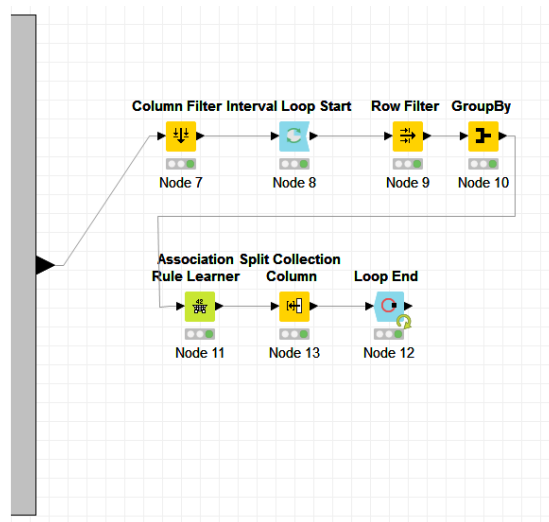 Column Filter Interval Loop Start Row Filter GroupBy
Node 7 Node 8 Node 9 Node 10
Association Split Collection
Rule Learner Column Loop End
Node 11 Node 13 Node 12